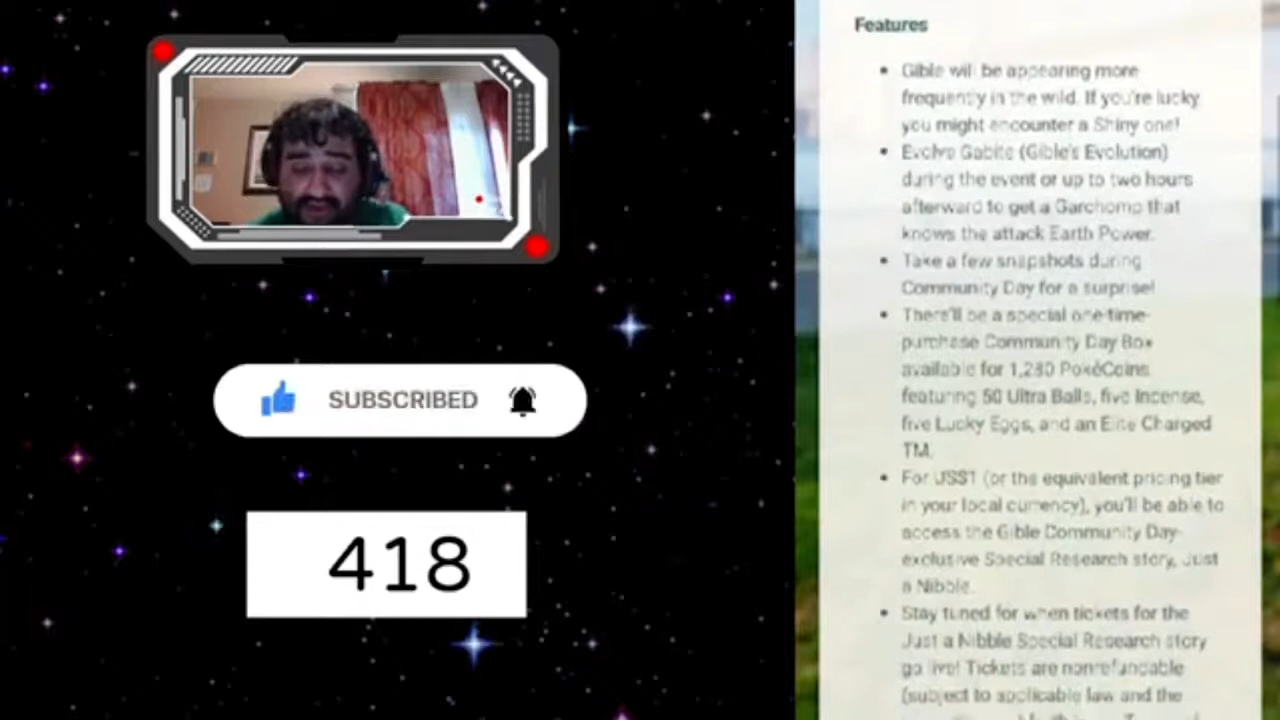 SUBSCRIBED
418
Features
Gible will be appearing more
frequently in the wild. If you're lucky
you might encounter a Shiny one!
Evolve Gabite (Gible's Evolution)
during the event or up to two hours
afterward to get a Garchomp that
knows the attack Earth Power.
Take a few snapshots during
Community Day for a surprise!
There'll be a special one-time-
purchase Community Day Box
available for 1,280 PokéCoins
featuring 50 Ultra Balls, five Incense,
five Lucky Eggs, and an Elite Charged
TM.
For US$1 (or the equivalent pricing tier
in your local currency), you'll be able to
access the Gible Community Day-
exclusive Special Research story, Just
a Nibble.
Stay tuned for when tickets for the
Just a Nibble Special Research story
go live! Tickets are nonrefundable
(subject to applicable law and the